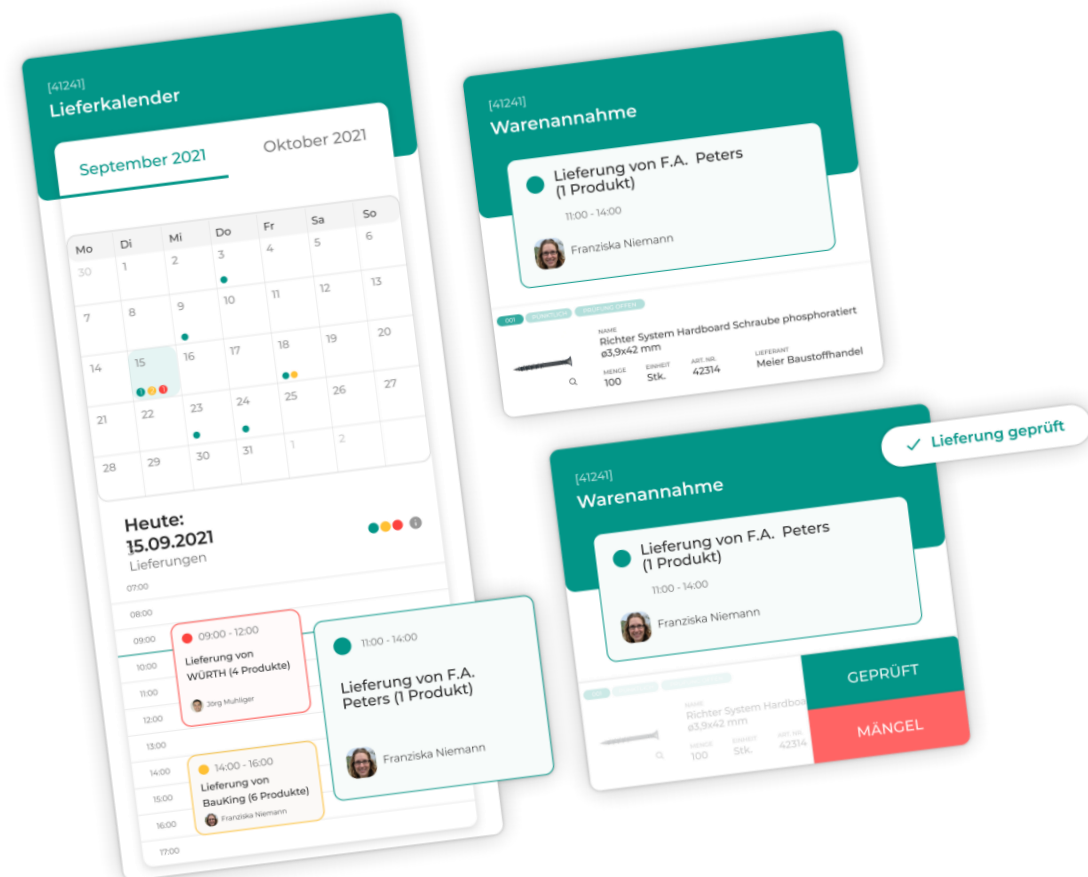 [41241]
Lieferkalender
September 2021
Oktober 2021
Mo Di Mi Do Fr Sa So
30 1 2 3 4 5 6
7 8 9 10 11 12 13
14 15 16 17 18 19 20
21 22 23 24 25 26 27
28 29 30 31 1 2
Heute:
15.09.2021
Lieferungen
07:00
08:00
09:00
10:00
11:00
12:00
13:00
14:00
15:00
16:00
17:00
09:00 - 12:00
Lieferung von
WÜRTH (4 Produkte)
Jörg Muhliger
14:00 - 16:00
Lieferung von
BauKing (6 Produkte)
Franziska Niemann
11:00 - 14:00
Lieferung von F.A.
Peters (1 Produkt)
Franziska Niemann
[41241]
Warenannahme
Lieferung von F.A. Peters
(1 Produkt)
11:00 - 14:00
Franziska Niemann
001 PÜNKTLICH PRÜFUNG OFFEN
NAME
Richter System Hardboard Schraube phosphoratiert
ø3,9x42 mm
MENGE EINHEIT ART. NR. LIEFERANT
100 Stk. 42314 Meier Baustoffhandel
Lieferung geprüft
[41241]
Warenannahme
Lieferung von F.A. Peters
(1 Produkt)
11:00 - 14:00
Franziska Niemann
NAME
Richter System Hardboa
ø3,9x42 mm
MENGE EINHEIT ART. NR.
100 Stk. 42314
GEPRÜFT
MÄNGEL